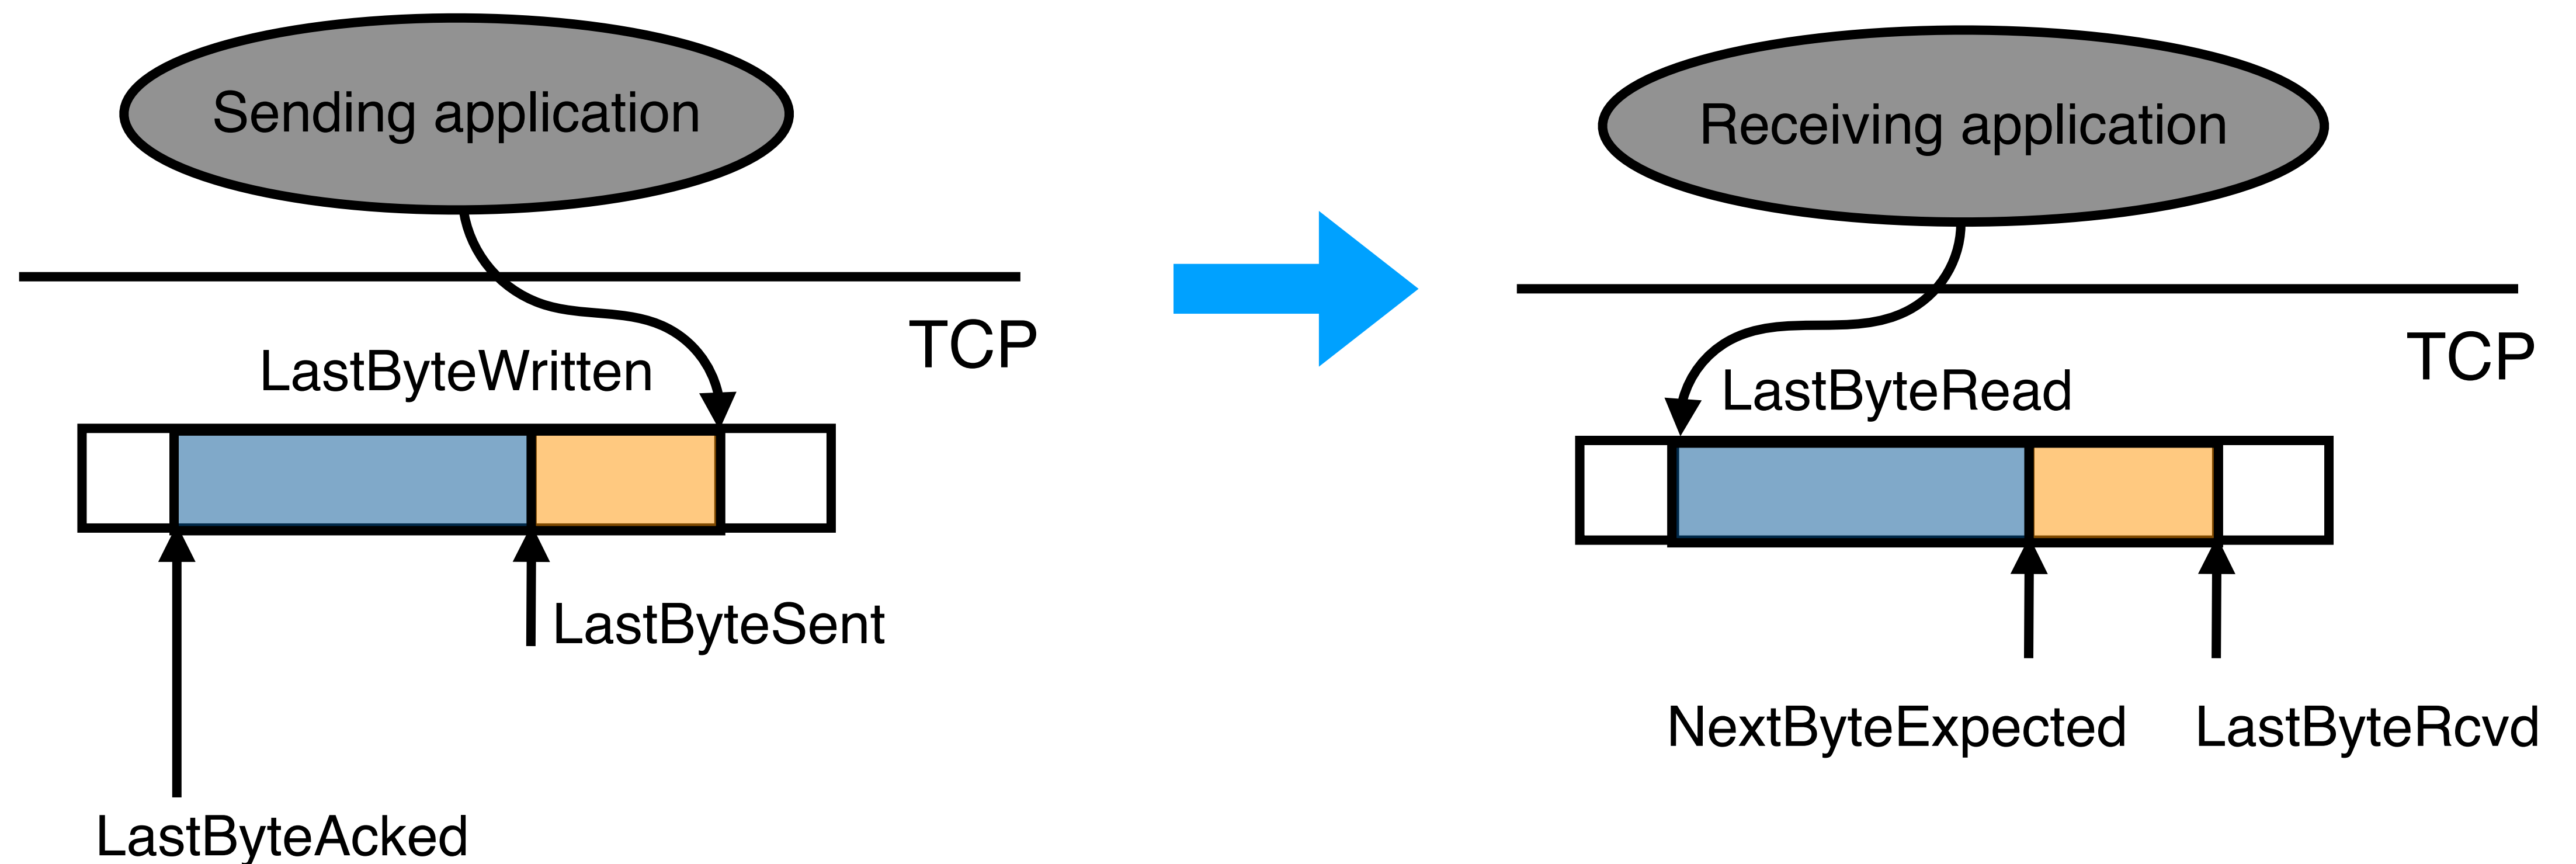 Sending application
TCP
LastByteWritten
LastByteSent
LastByteAcked
Receiving application
TCP
LastByteRead
NextByteExpected
LastByteRcvd